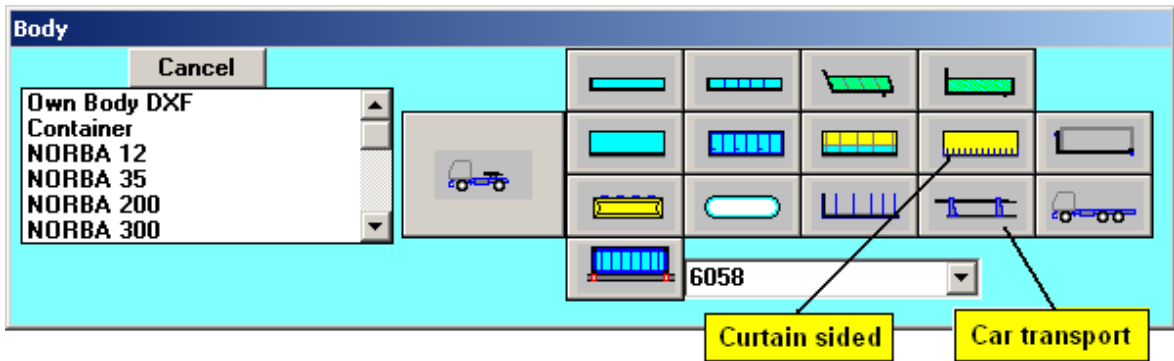 Body
Cancel
Own Body DXF
Container
NORBA 12
NORBA 35
NORBA 200
NORBA 300
6058
Curtain sided
Car transport